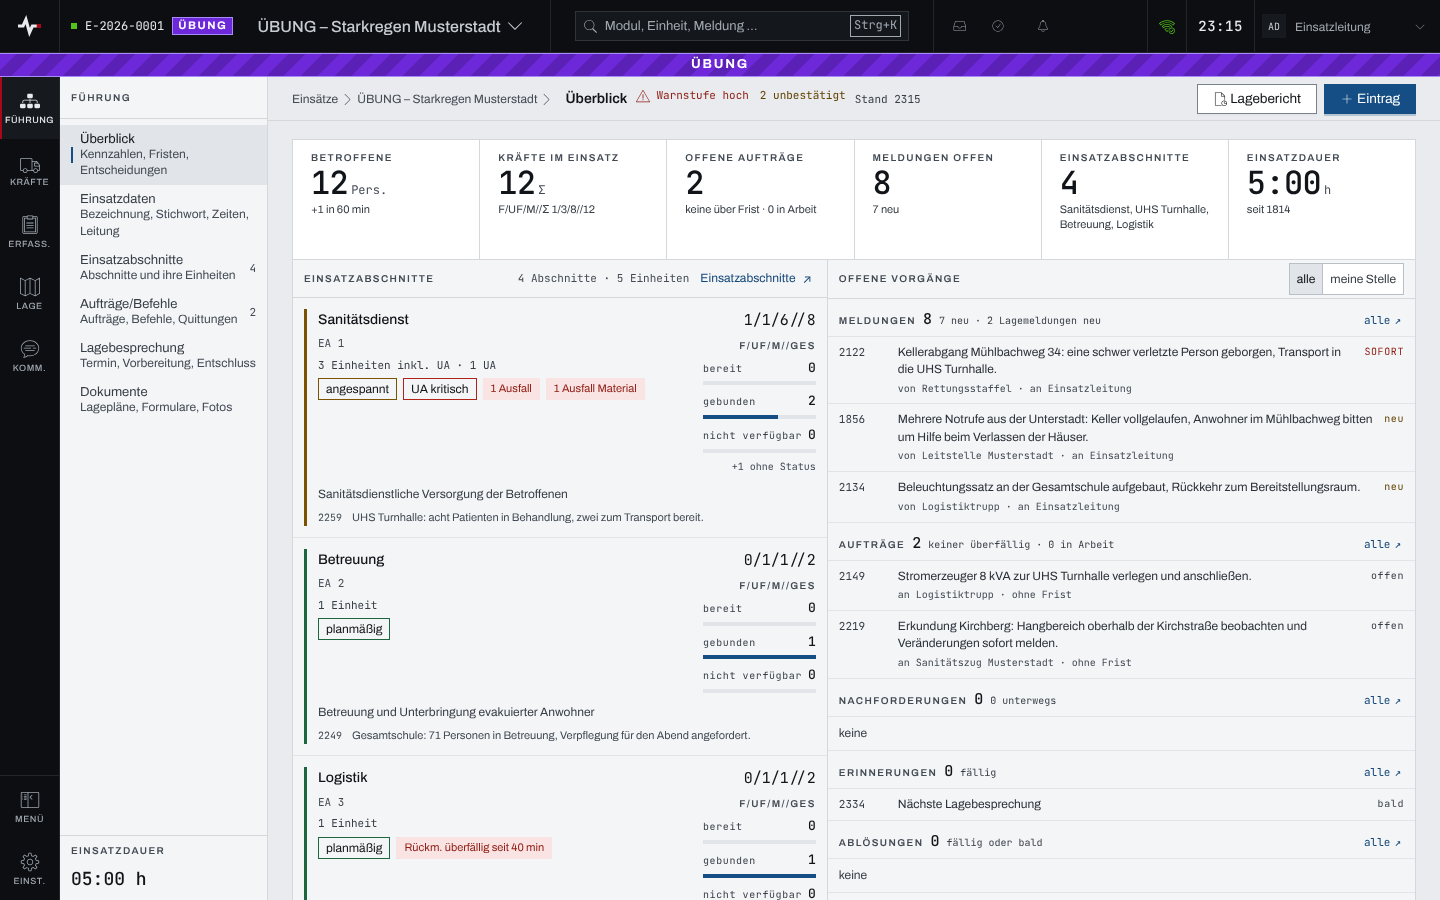 E-2026-0001 ÜBUNG
ÜBUNG – Starkregen Musterstadt
Modul, Einheit, Meldung ...
Strg+K
23:15
AD
Einsatzleitung
ÜBUNG
FÜHRUNG
KRÄFTE
ERFASS.
LAGE
KOMM.
MENÜ
EINST.
FÜHRUNG
Überblick
Kennzahlen, Fristen,
Entscheidungen
Einsatzdaten
Bezeichnung, Stichwort, Zeiten,
Leitung
Einsatzabschnitte
Abschnitte und ihre Einheiten 4
Aufträge/Befehle
Aufträge, Befehle, Quittungen 2
Lagebesprechung
Termin, Vorbereitung, Entschluss
Dokumente
Lagepläne, Formulare, Fotos
EINSATZDAUER
05:00 h
Einsätze ÜBUNG – Starkregen Musterstadt Überblick Warnstufe hoch 2 unbestätigt Stand 2315
Lagebericht
+ Eintrag
BETROFFENE
12 Pers.
+1 in 60 min
KRÄFTE IM EINSATZ
12 Σ
F/UF/M//Σ 1/3/8//12
OFFENE AUFTRÄGE
2
keine über Frist · 0 in Arbeit
MELDUNGEN OFFEN
8
7 neu
EINSATZABSCHNITTE
4
Sanitätsdienst, UHS Turnhalle,
Betreuung, Logistik
EINSATZDAUER
5:00 h
seit 1814
EINSATZABSCHNITTE 4 Abschnitte · 5 Einheiten Einsatzabschnitte ↗
Sanitätsdienst 1/1/6//8
EA 1 F/UF/M//GES
3 Einheiten inkl. UA · 1 UA
angespannt UA kritisch 1 Ausfall 1 Ausfall Material
bereit 0
gebunden 2
nicht verfügbar 0
+1 ohne Status
Sanitätsdienstliche Versorgung der Betroffenen
2259 UHS Turnhalle: acht Patienten in Behandlung, zwei zum Transport bereit.
Betreuung 0/1/1//2
EA 2 F/UF/M//GES
1 Einheit
planmäßig
bereit 0
gebunden 1
nicht verfügbar 0
Betreuung und Unterbringung evakuierter Anwohner
2249 Gesamtschule: 71 Personen in Betreuung, Verpflegung für den Abend angefordert.
Logistik 0/1/1//2
EA 3 F/UF/M//GES
1 Einheit
planmäßig Rückm. überfällig seit 40 min
bereit 0
gebunden 1
nicht verfügbar 0
OFFENE VORGÄNGE
alle meine Stelle
MELDUNGEN 8 7 neu · 2 Lagemeldungen neu alle ↗
2122 Kellerabgang Mühlbachweg 34: eine schwer verletzte Person geborgen, Transport in SOFORT
die UHS Turnhalle.
von Rettungsstaffel · an Einsatzleitung
1856 Mehrere Notrufe aus der Unterstadt: Keller vollgelaufen, Anwohner im Mühlbachweg bitten neu
um Hilfe beim Verlassen der Häuser.
von Leitstelle Musterstadt · an Einsatzleitung
2134 Beleuchtungssatz an der Gesamtschule aufgebaut, Rückkehr zum Bereitstellungsraum. neu
von Logistiktrupp · an Einsatzleitung
AUFTRÄGE 2 keiner überfällig · 0 in Arbeit alle ↗
2149 Stromerzeuger 8 kVA zur UHS Turnhalle verlegen und anschließen. offen
an Logistiktrupp · ohne Frist
2219 Erkundung Kirchberg: Hangbereich oberhalb der Kirchstraße beobachten und offen
Veränderungen sofort melden.
an Sanitätszug Musterstadt · ohne Frist
NACHFORDERUNGEN 0 0 unterwegs alle ↗
keine
ERINNERUNGEN 0 fällig alle ↗
2334 Nächste Lagebesprechung bald
ABLÖSUNGEN 0 fällig oder bald alle ↗
keine